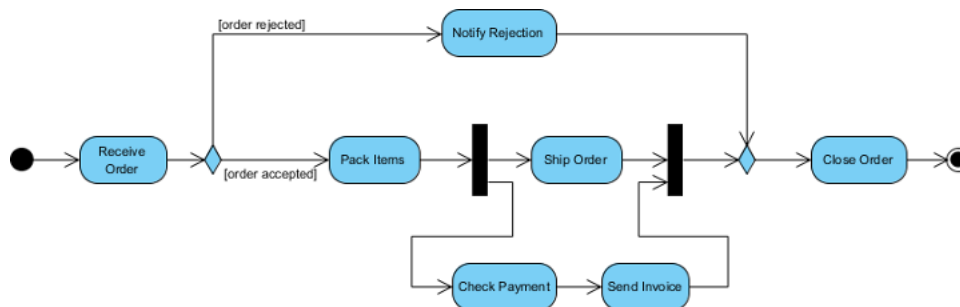 [order rejected]
Notify Rejection
Receive
Order
[order accepted]
Pack Items
Ship Order
Close Order
Check Payment
Send Invoice